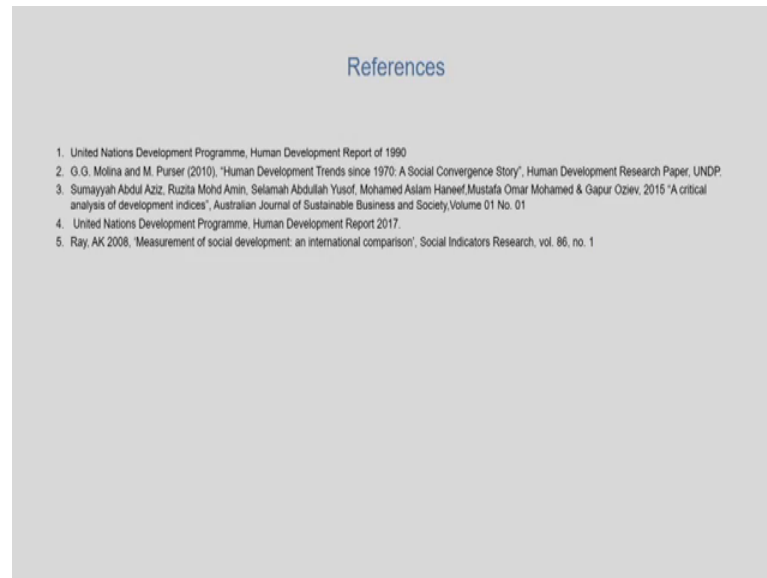 References
1. United Nations Development Programme, Human Development Report of 1990
2. G.G. Molina and M. Purser (2010), “Human Development Trends since 1970: A Social Convergence Story”, Human Development Research Paper, UNDP.
3. Sumayyah Abdul Aziz, Ruzita Mohd Amin, Selamah Abdullah Yusof, Mohamed Aslam Haneef,Mustafa Omar Mohamed & Gapur Oziev, 2015 “A critical
analysis of development indices”, Australian Journal of Sustainable Business and Society,Volume 01 No. 01
4. United Nations Development Programme, Human Development Report 2017.
5. Ray, AK 2008, ‘Measurement of social development: an international comparison’, Social Indicators Research, vol. 86, no. 1